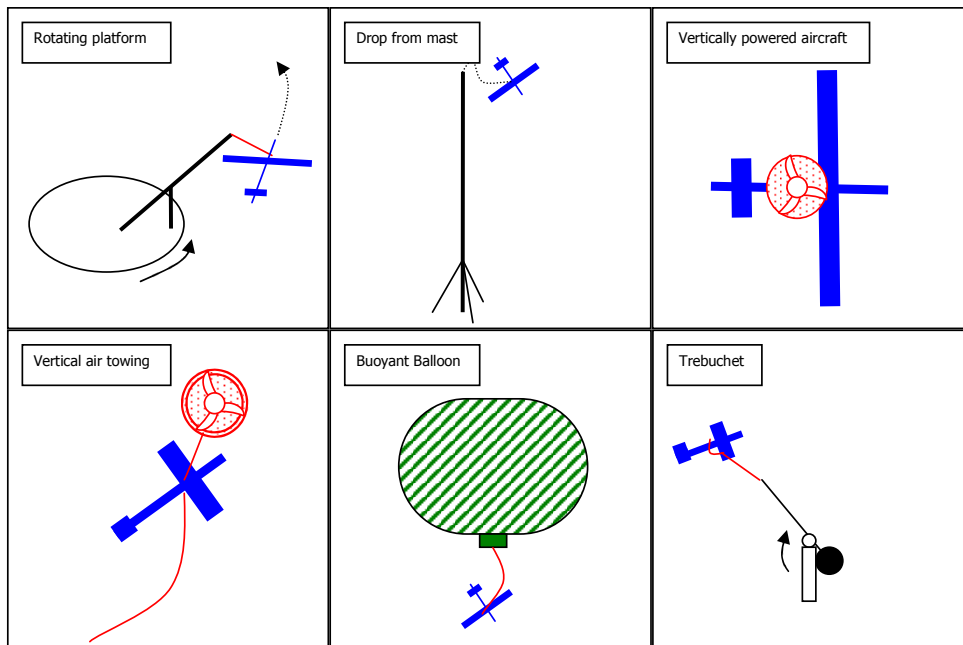 Rotating platform
Drop from mast
Vertically powered aircraft
Vertical air towing
Buoyant Balloon
Trebuchet